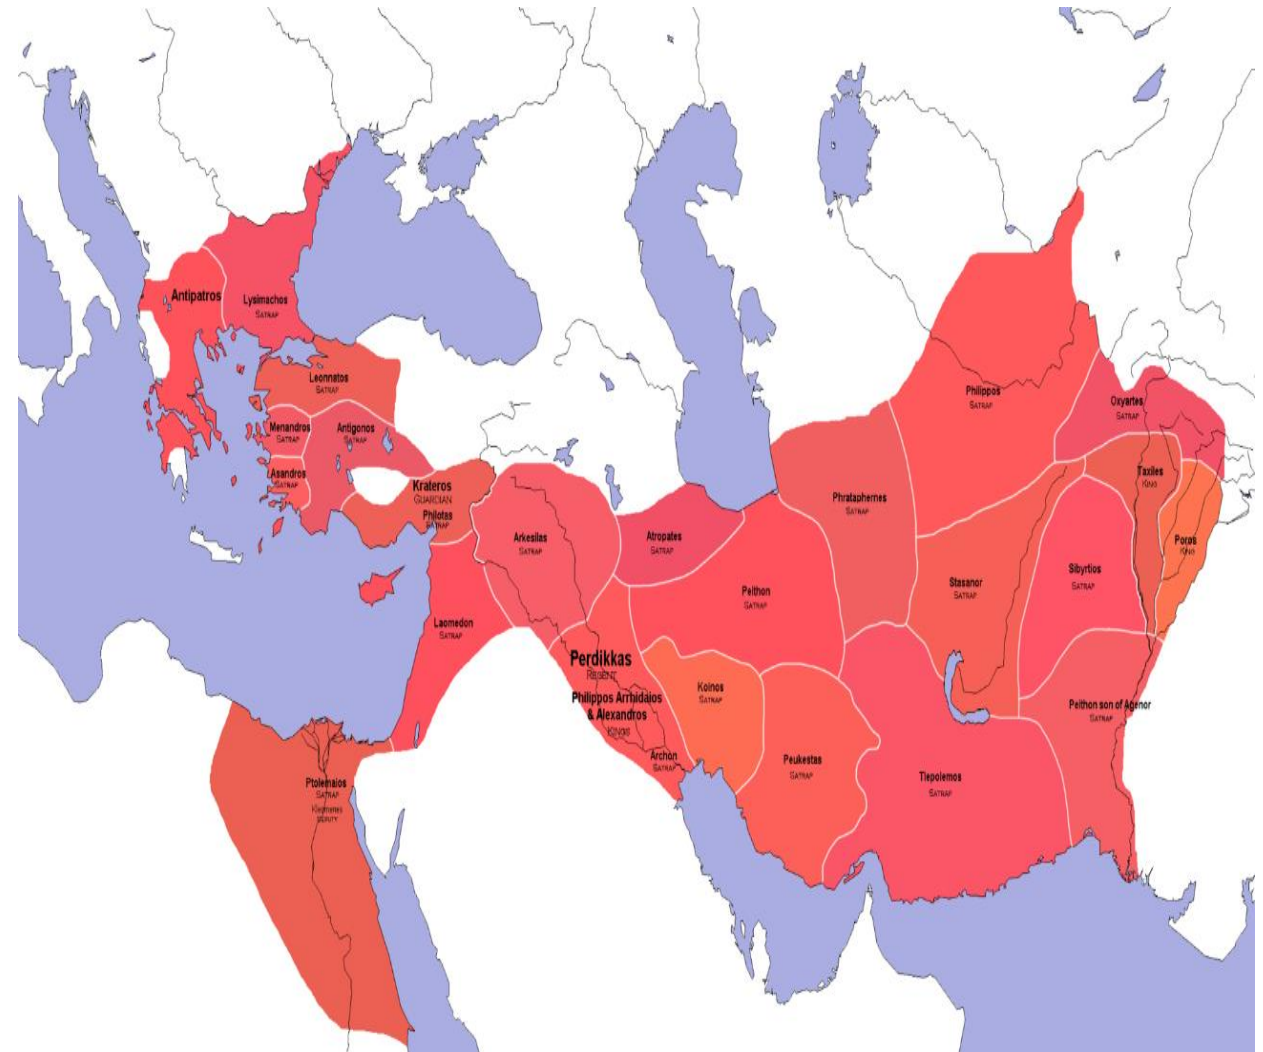 Antipatros
Lysimachos
SATRAP
Leonnatos
SATRAP
Menandros
SATRAP
Antigonos
SATRAP
Asandros
SATRAP
Krateros
GUARDIAN
Philotas
SATRAP
Arkesilas
SATRAP
Atropates
SATRAP
Laomedon
SATRAP
Peithon
SATRAP
Phrataphernes
SATRAP
Philippos
SATRAP
Oxyartes
SATRAP
Taxiles
KING
Poros
KING
Stasanor
SATRAP
Sibyrtios
SATRAP
Perdikkas
REGENT
Philippos Arrhidaios
& Alexandros
KINGS
Archon
SATRAP
Koinos
SATRAP
Peukestas
SATRAP
Tlepolemos
SATRAP
Peithon son of Agenor
SATRAP
Ptolemaios
SATRAP
Kleomenes
DEPUTY